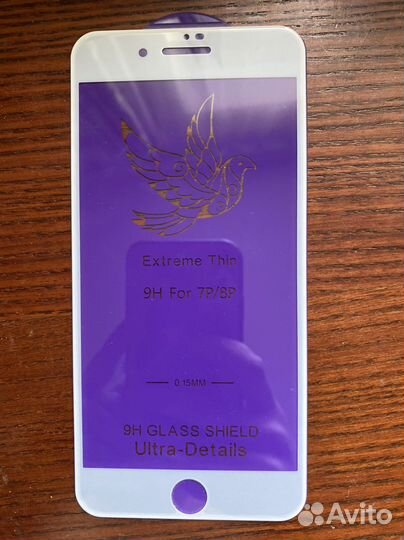 Extreme Thin
9H For 7P/8P
0.15MM
9H GLASS SHIELD
Ultra-Details
Avito